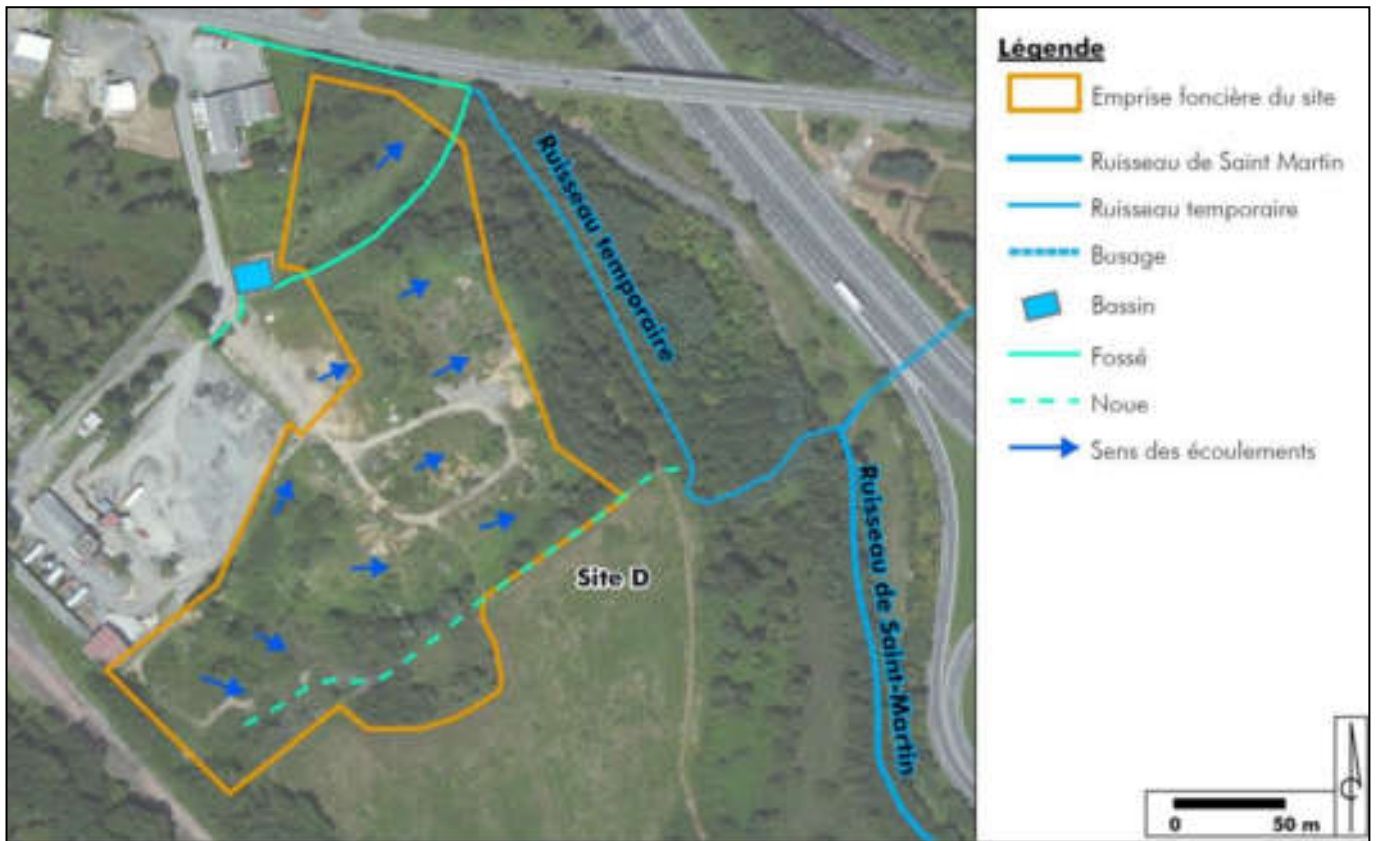 Ruisseau temporaire
Site D
Ruisseau de Saint-Martin
Légende
Emprise foncière du site
Ruisseau de Saint Martin
Ruisseau temporaire
Busage
Bassin
Fossé
Noue
Sens des écoulements
0 50 m